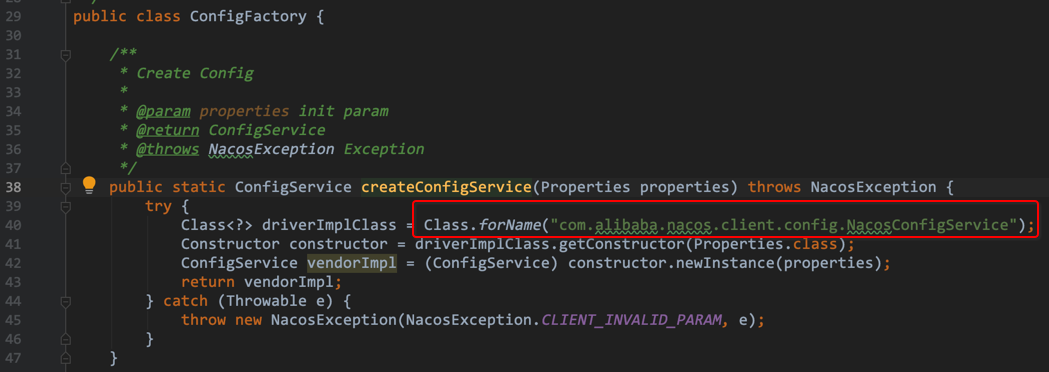 28 */
29 public class ConfigFactory {
30
31 /**
32 * Create Config
33 *
34 * @param properties init param
35 * @return ConfigService
36 * @throws NacosException Exception
37 */
38 public static ConfigService createConfigService(Properties properties) throws NacosException {
39 try {
40 Class<?> driverImplClass = Class.forName("com.alibaba.nacos.client.config.NacosConfigService");
41 Constructor constructor = driverImplClass.getConstructor(Properties.class);
42 ConfigService vendorImpl = (ConfigService) constructor.newInstance(properties);
43 return vendorImpl;
44 } catch (Throwable e) {
45 throw new NacosException(NacosException.CLIENT_INVALID_PARAM, e);
46 }
47 }